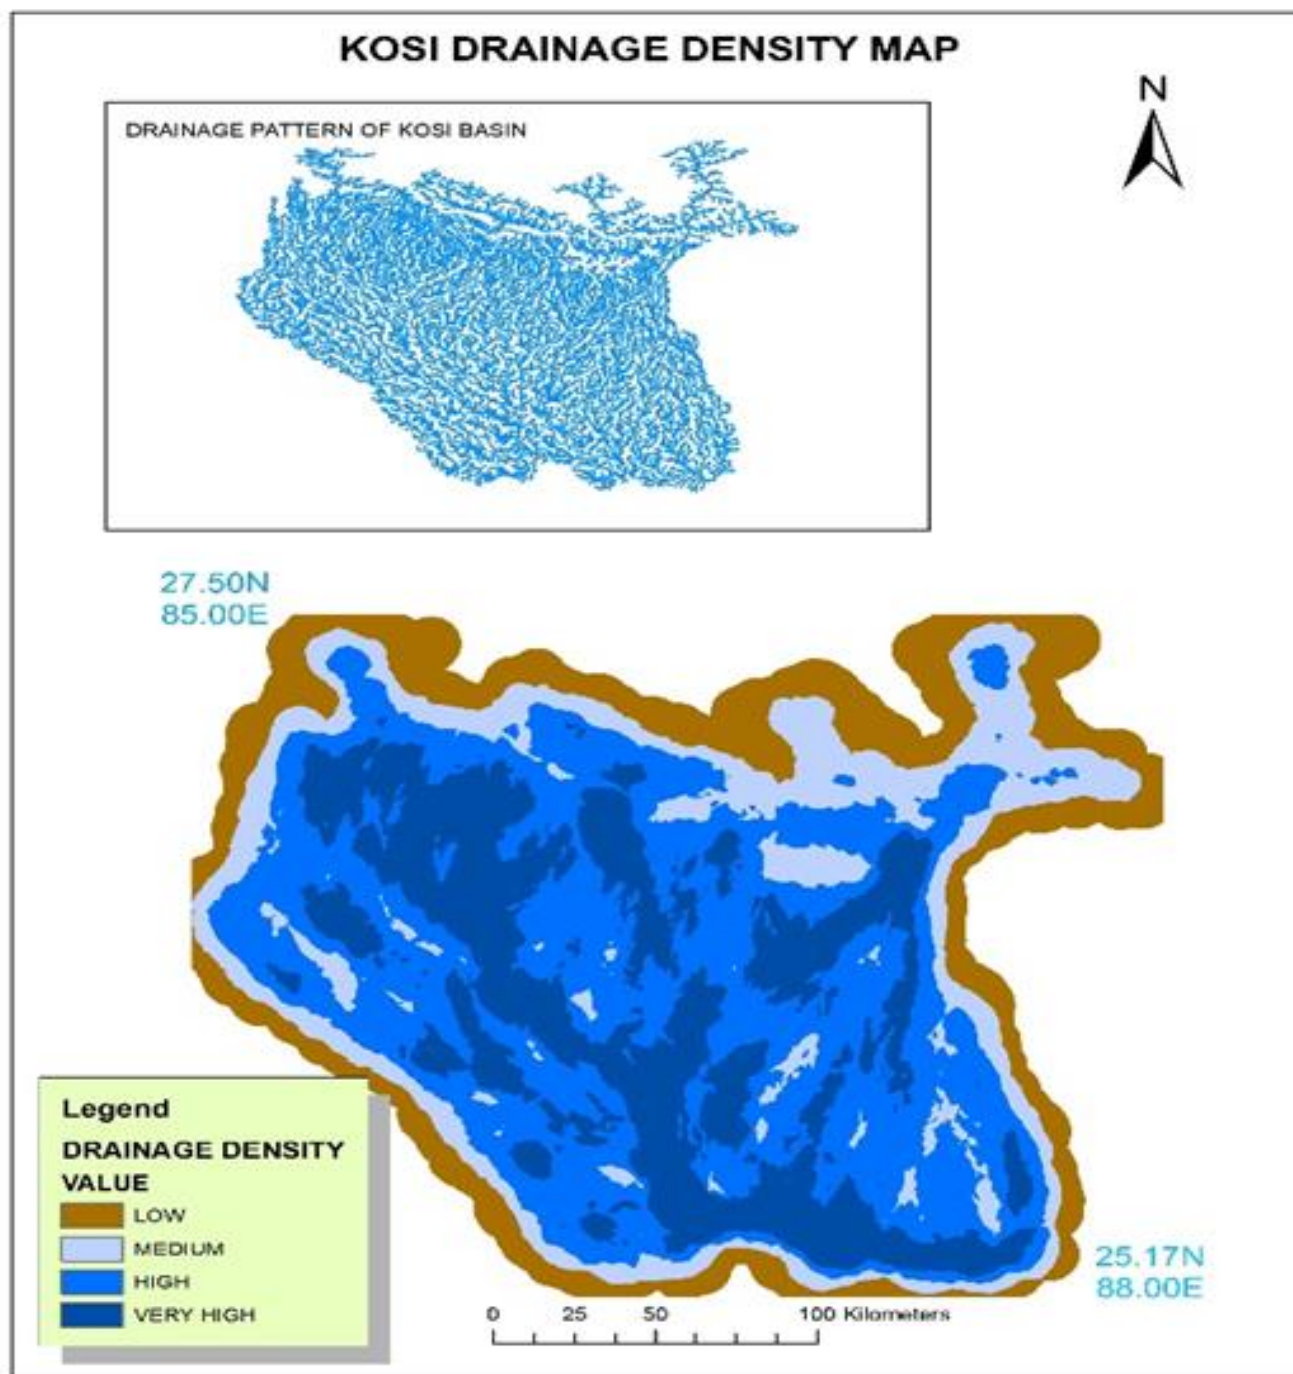 KOSI DRAINAGE DENSITY MAP
N
DRAINAGE PATTERN OF KOSI BASIN
27.50N
85.00E
Legend
DRAINAGE DENSITY
VALUE
LOW
MEDIUM
HIGH
VERY HIGH
25.17N
88.00E
0 25 50 100 Kilometers